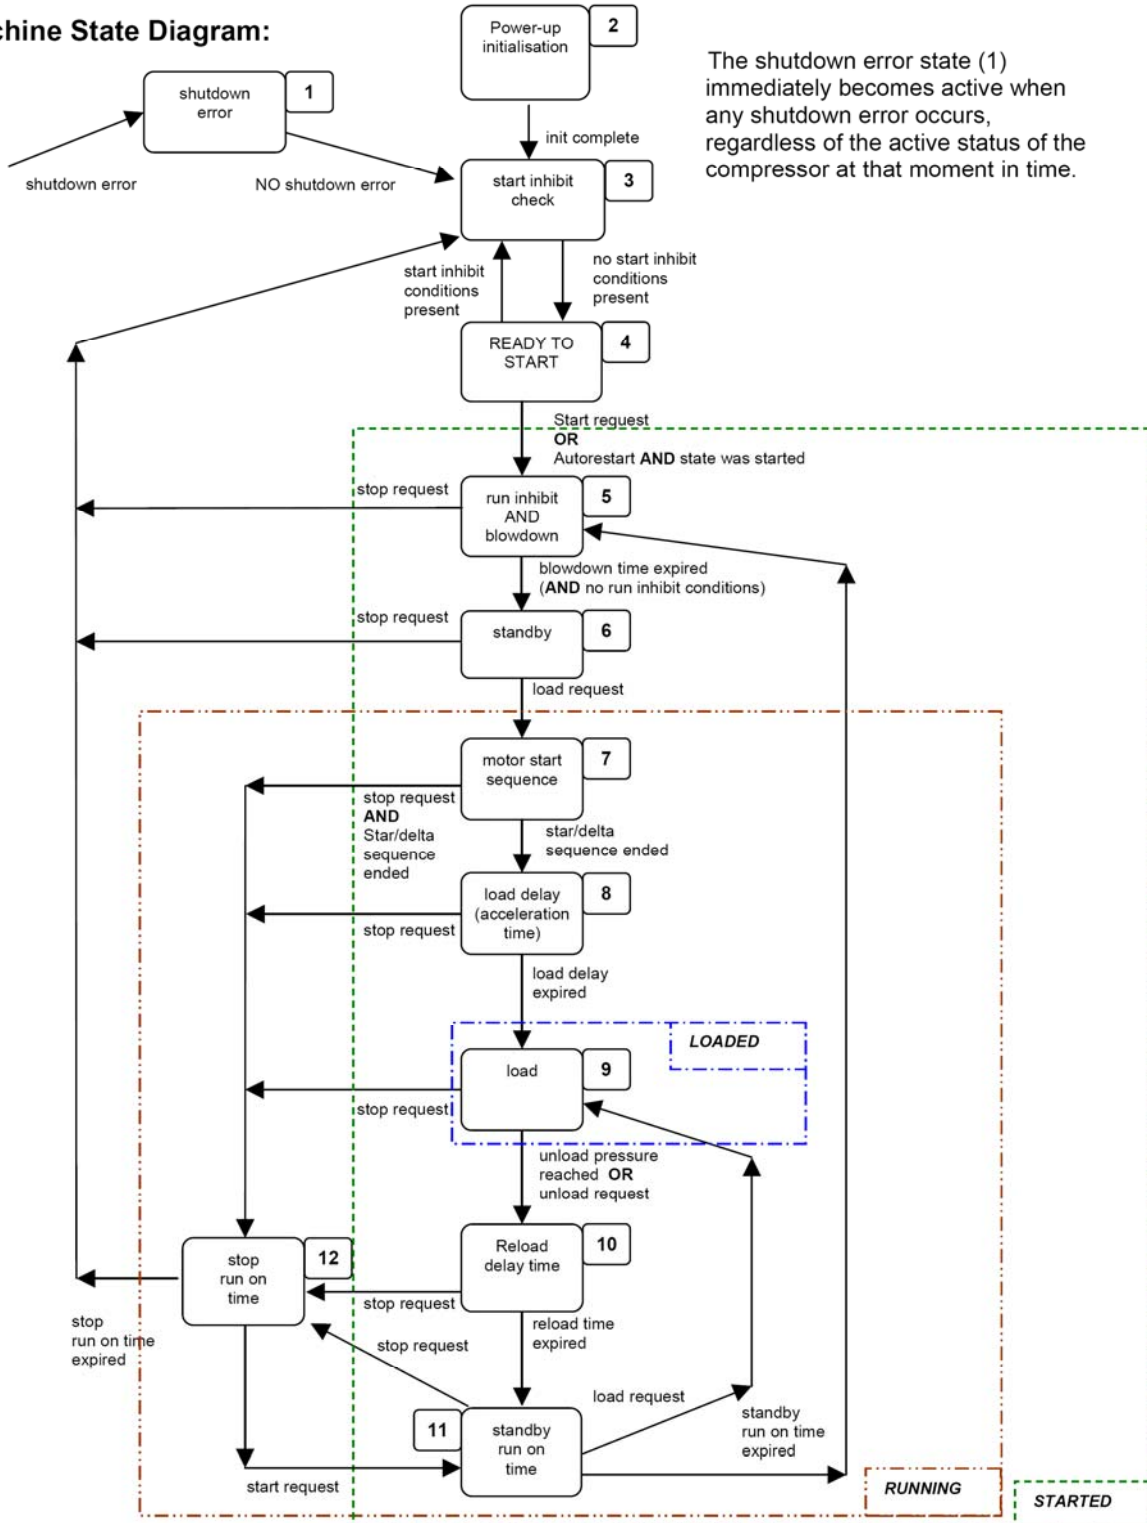 chine State Diagram:
Power-up
initialisation
2
The shutdown error state (1)
immediately becomes active when
any shutdown error occurs,
regardless of the active status of the
compressor at that moment in time.
shutdown
error
1
init complete
shutdown error
NO shutdown error
start inhibit
check
3
start inhibit
conditions
present
no start inhibit
conditions
present
READY TO
START
4
Start request
OR
Autorestart AND state was started
stop request
run inhibit
AND
blowdown
5
blowdown time expired
(AND no run inhibit conditions)
stop request
standby
6
load request
motor start
sequence
7
stop request
AND
Star/delta
sequence
ended
star/delta
sequence ended
load delay
(acceleration
time)
8
stop request
load delay
expired
LOADED
load
9
stop request
unload pressure
reached OR
unload request
stop
run on
time
12
Reload
delay time
10
stop request
stop
run on time
expired
reload time
expired
stop request
load request
11
standby
run on
time
standby
run on time
expired
start request
RUNNING
STARTED